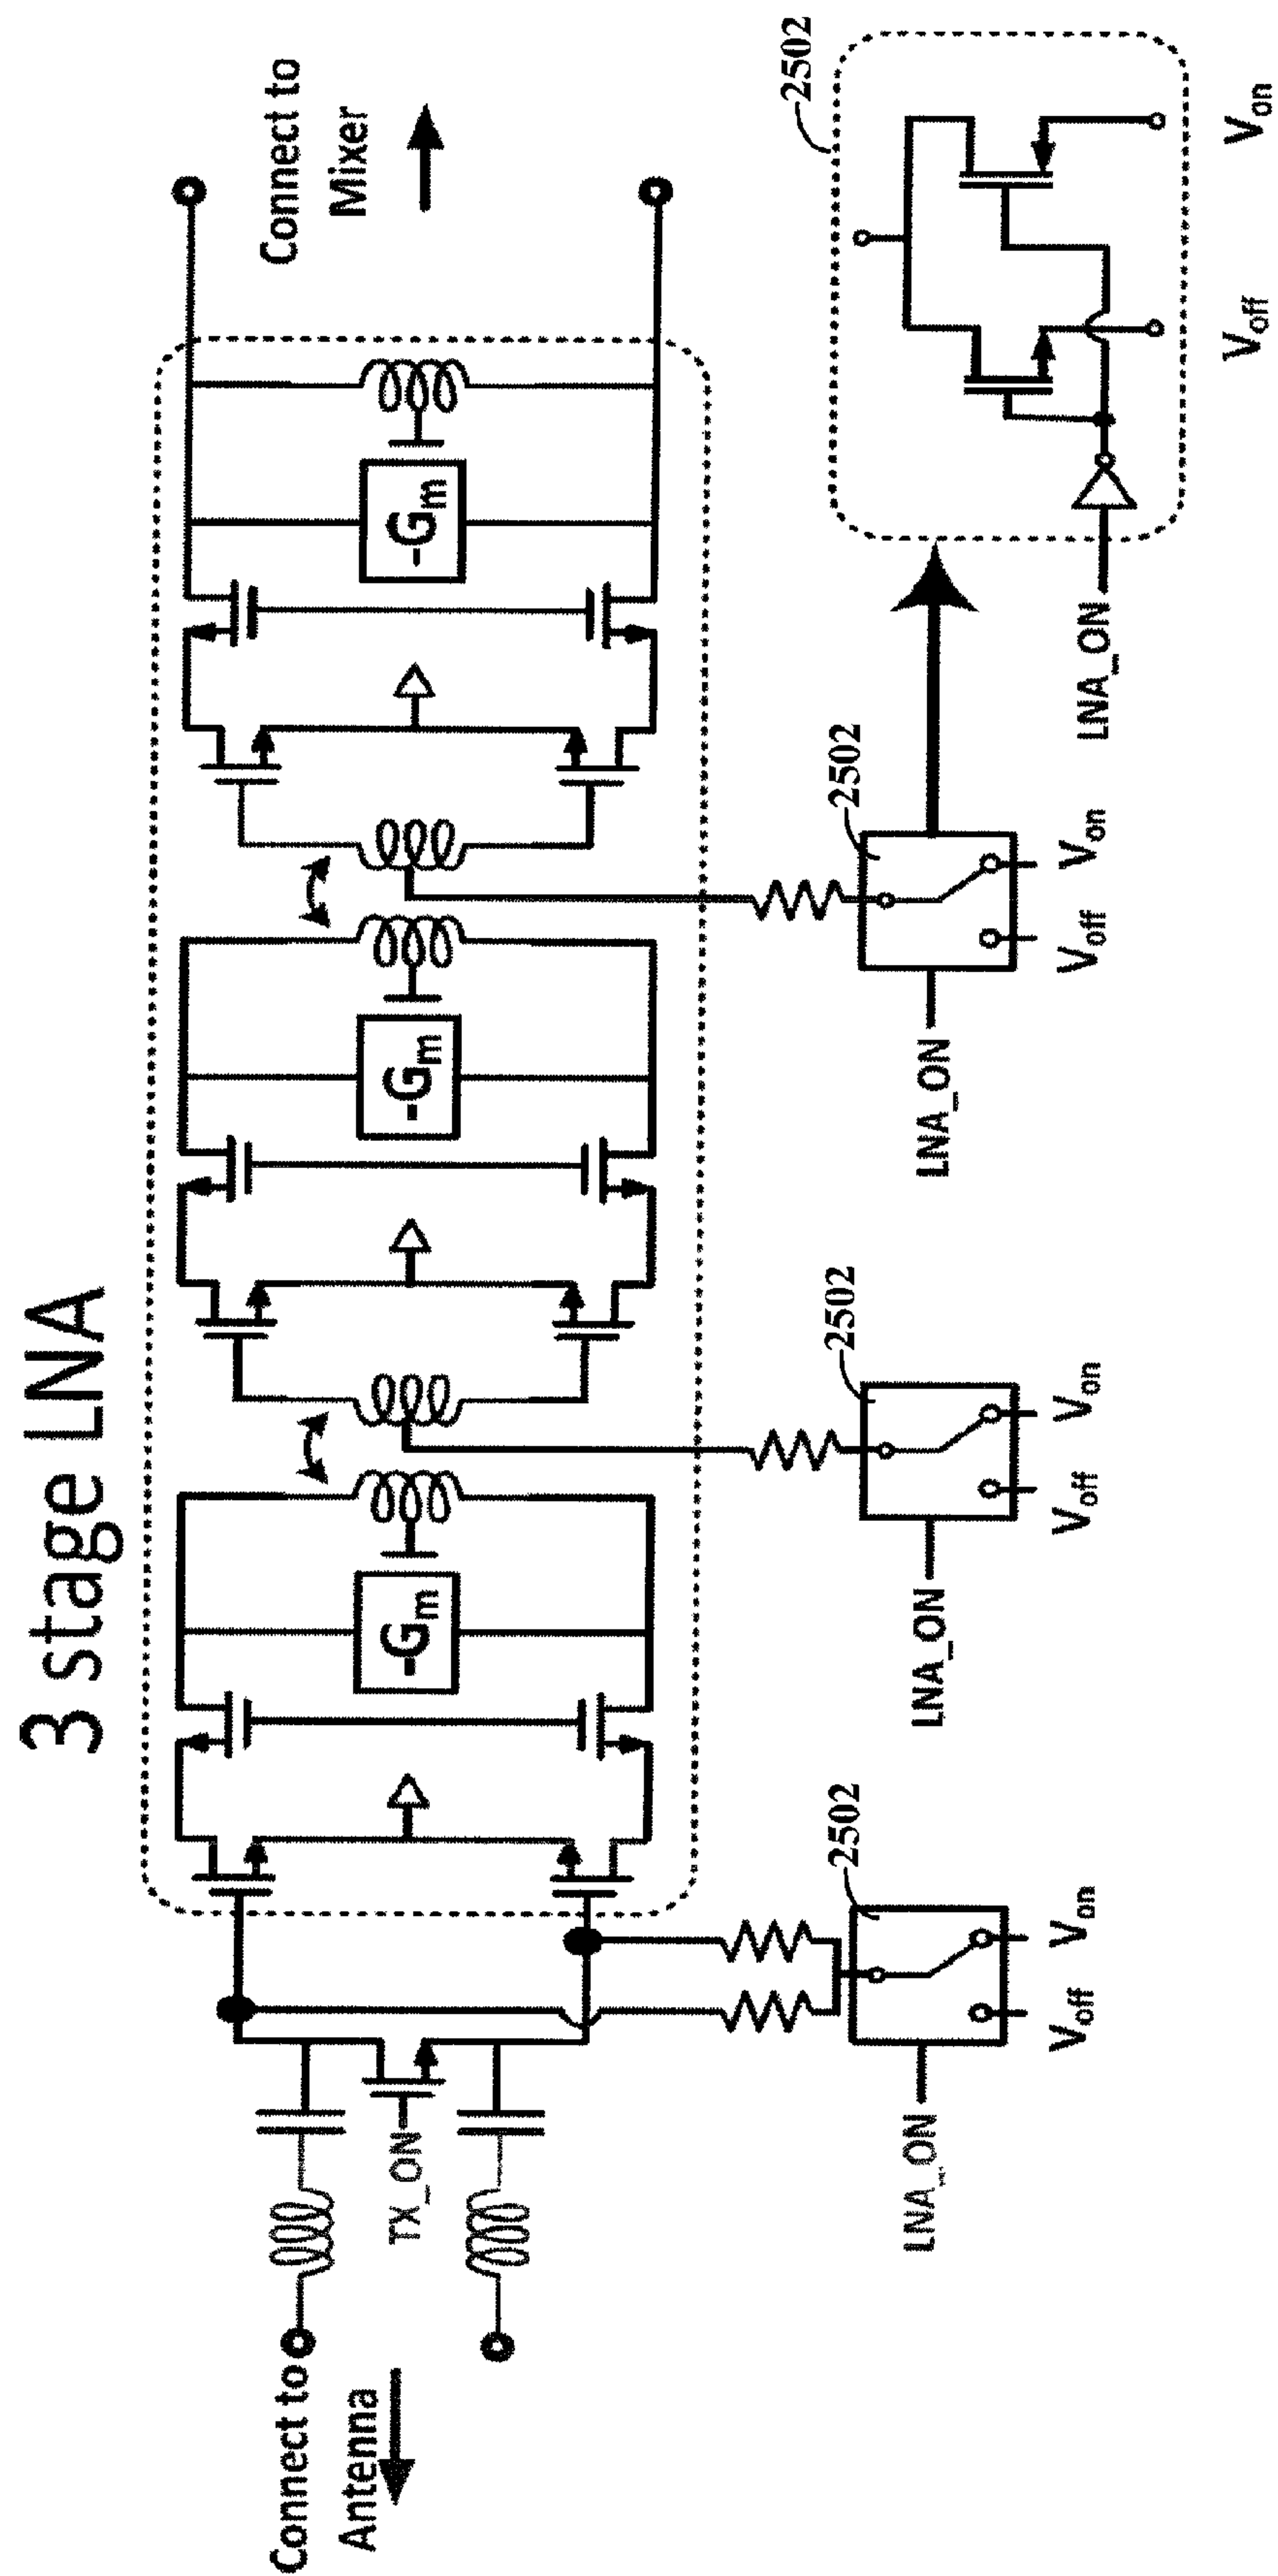 3 stage LNA
Connect to
Antenna
TX_ON
-Gm
-Gm
-Gm
Connect to
Mixer
LNA_ON
2502
Voff
Von
LNA_ON
2502
Voff
Von
LNA_ON
2502
Voff
Von
2502
LNA_ON
Voff
Von